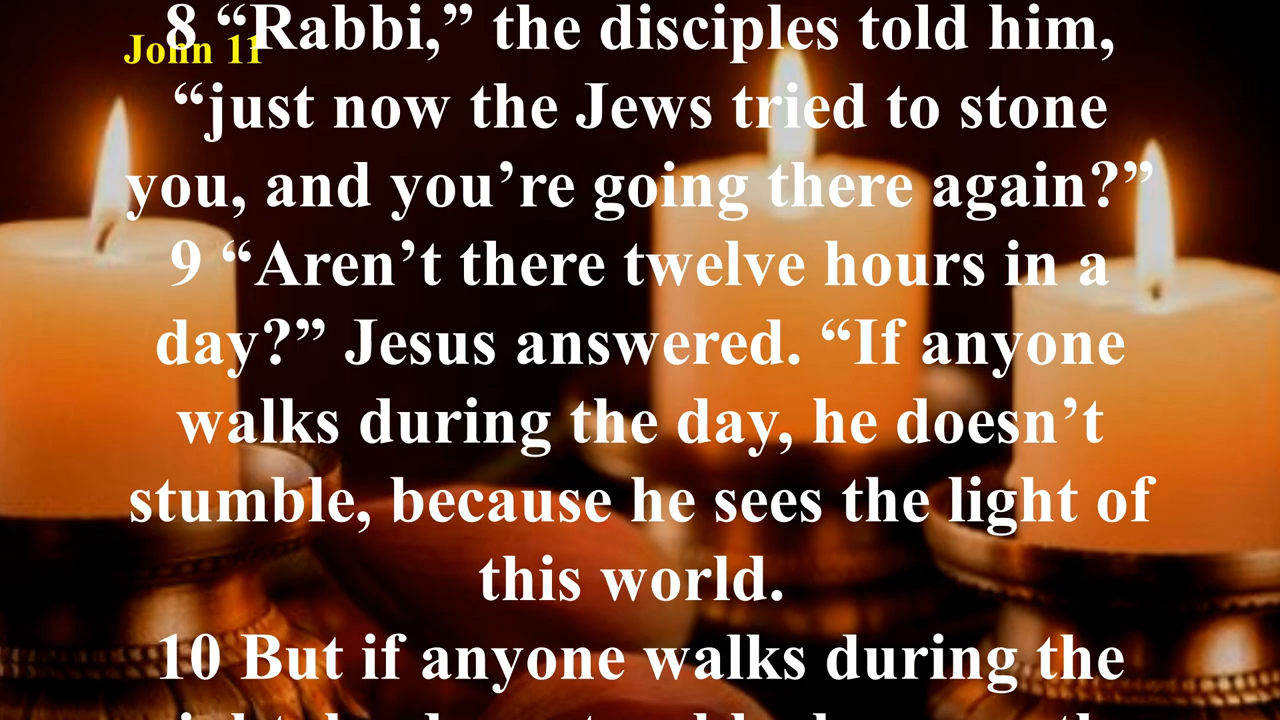 John 11
8 “Rabbi,” the disciples told him,
“just now the Jews tried to stone
you, and you’re going there again?”
9 “Aren’t there twelve hours in a
day?” Jesus answered. “If anyone
walks during the day, he doesn’t
stumble, because he sees the light of
this world.
10 But if anyone walks during the